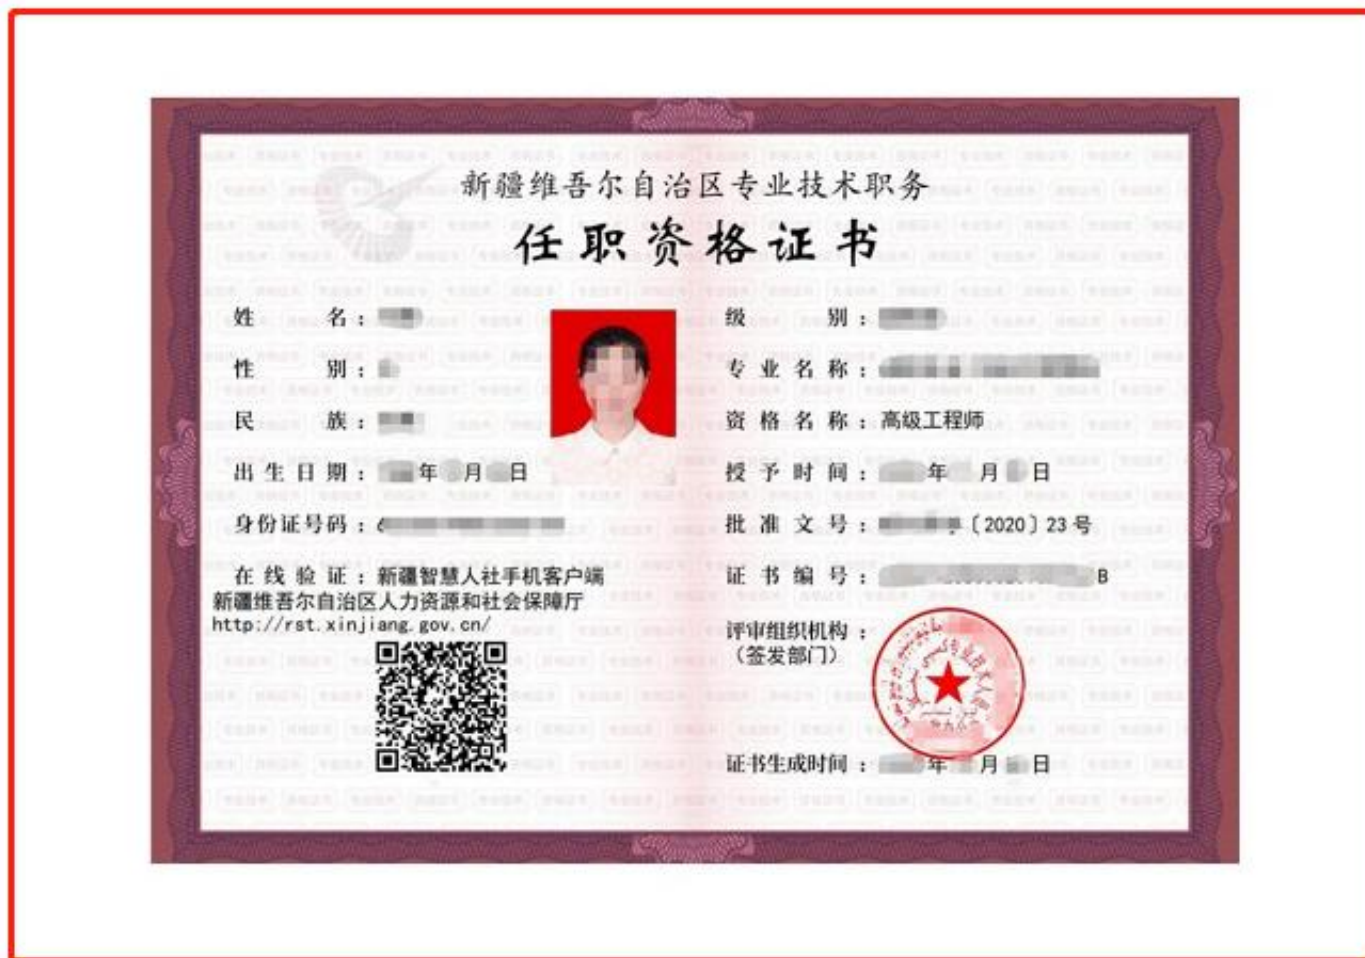 新疆维吾尔自治区专业技术职务
任职资格证书
姓名：
性别：
民族：
出生日期： 年 月 日
身份证号码：
在线验证：新疆智慧人社手机客户端
新疆维吾尔自治区人力资源和社会保障厅
http://rst.xinjiang.gov.cn/
级别：
专业名称：
资格名称：高级工程师
授予时间： 年 月 日
批准文号： 〔2020〕23号
证书编号： B
评审组织机构：
（签发部门）
证书生成时间： 年 月 日